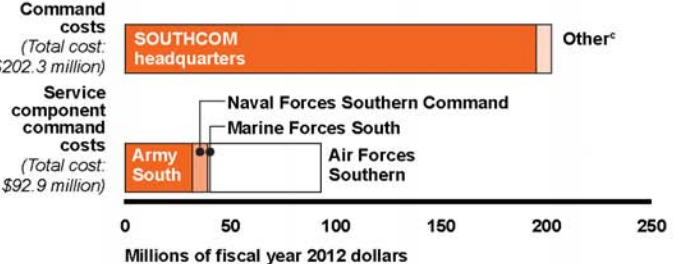 Command
costs
(Total cost:
$202.3 million)
SOUTHCOM
headquarters
Otherᶜ
Service
component
command
costs
(Total cost:
$92.9 million)
Naval Forces Southern Command
Marine Forces South
Army
South
Air Forces
Southern
0 50 100 150 200 250
Millions of fiscal year 2012 dollars